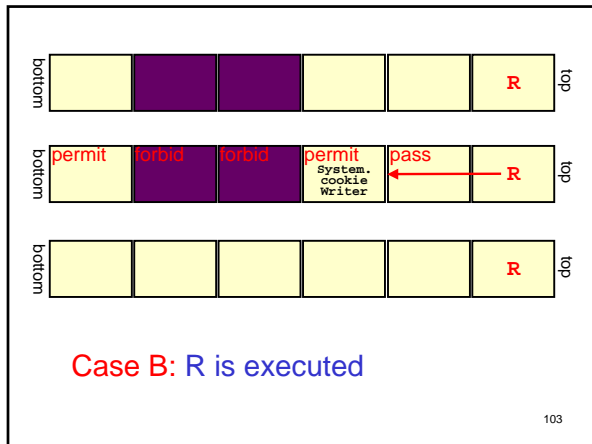 bottom
R
top
bottom
permit
forbid
forbid
permit
System.
cookie
Writer
pass
R
top
bottom
R
top
Case B: R is executed
103